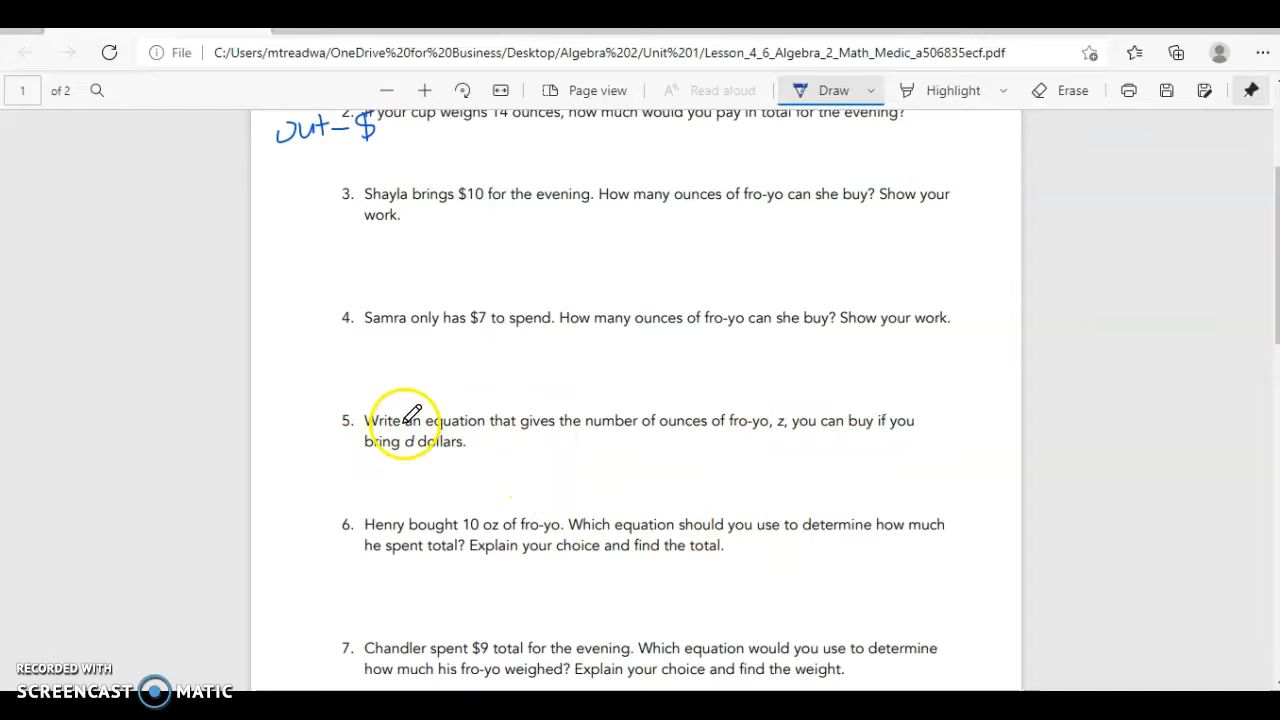 File
C:/Users/mtreadwa/OneDrive%20for%20Business/Desktop/Algebra%202/Unit%201/Lesson_4_6_Algebra_2_Math_Medic_a506835ecf.pdf
1 of 2 Page view Read aloud Draw Highlight Erase
2. If your cup weighs 14 ounces, how much would you pay in total for the evening?
out - $
3. Shayla brings $10 for the evening. How many ounces of fro-yo can she buy? Show your
work.
4. Samra only has $7 to spend. How many ounces of fro-yo can she buy? Show your work.
5. Write an equation that gives the number of ounces of fro-yo, z, you can buy if you
bring d dollars.
6. Henry bought 10 oz of fro-yo. Which equation should you use to determine how much
he spent total? Explain your choice and find the total.
7. Chandler spent $9 total for the evening. Which equation would you use to determine
how much his fro-yo weighed? Explain your choice and find the weight.
RECORDED WITH
SCREENCAST MATIC